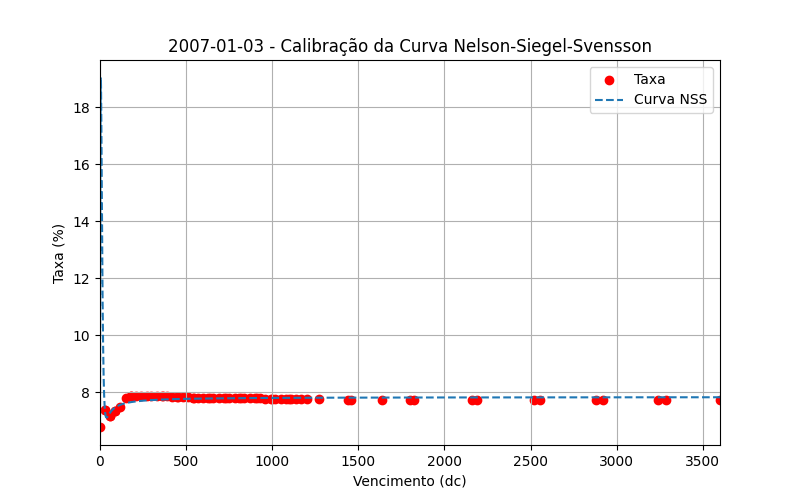 2007-01-03 - Calibração da Curva Nelson-Siegel-Svensson
Taxa
Curva NSS
Taxa (%)
18
16
14
12
10
8
0 500 1000 1500 2000 2500 3000 3500
Vencimento (dc)